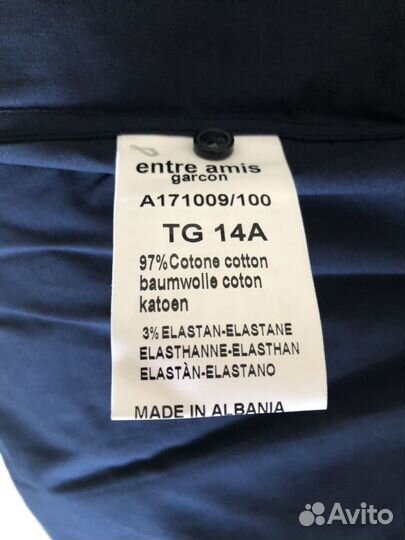 entre amis
garcon
A171009/100
TG 14A
97%Cotone cotton
baumwolle coton
katoen
3% ELASTAN-ELASTANE
ELASTHANNE-ELASTHAN
ELASTÀN-ELASTANO
MADE IN ALBANIA
Avito